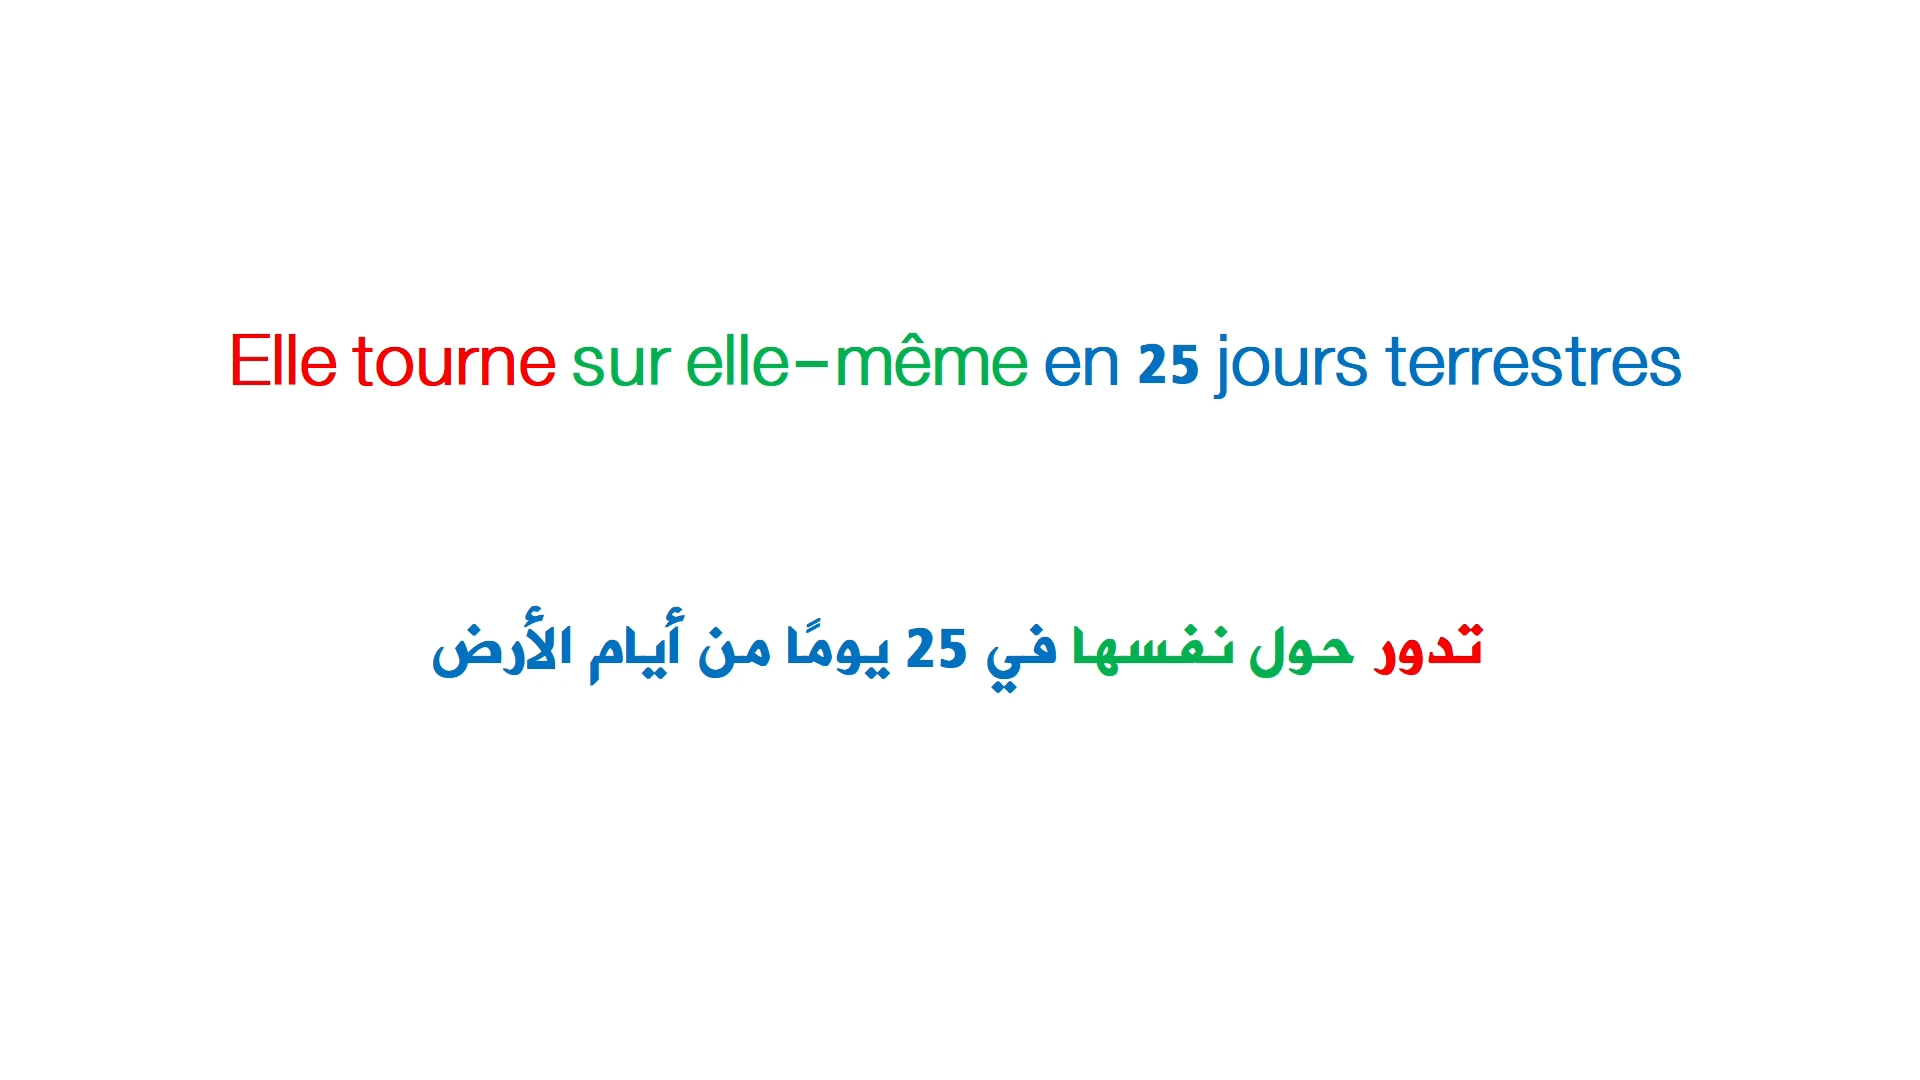 Elle tourne sur elle-même en 25 jours terrestres
تدور حول نفسها في 25 يومًا من أيام الأرض